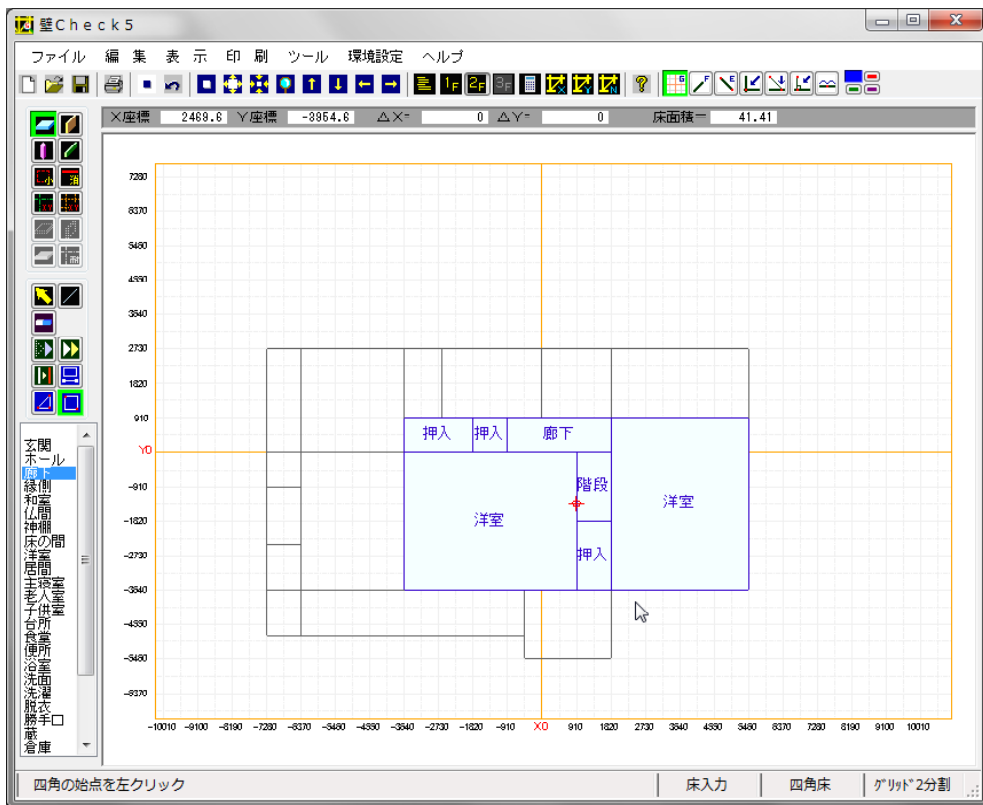 壁Check5
ファイル 編 集 表 示 印 刷 ツール 環境設定 ヘルプ
1F 2F 3F
X座標 2469.6 Y座標 -3954.6 △X= 0 △Y= 0 床面積= 41.41
小 消
7280
6370
5460
4550
3640
2730
1820
910
Y0
-910
-1820
-2730
-3640
-4550
-5460
-6370
押入 押入 廊下
階段
洋室
洋室
押入
-10010 -9100 -8190 -7280 -6370 -5460 -4550 -3640 -2730 -1820 -910 X0 910 1820 2730 3640 4550 5460 6370 7280 8190 9100 10010
玄関
ホール
廊下
縁側
和室
仏間
神棚
床の間
洋室
居間
主寝室
老人室
子供室
台所
食堂
便所
浴室
洗面
洗濯
脱衣
勝手口
蔵
倉庫
四角の始点を左クリック 床入力 四角床 グリッド2分割